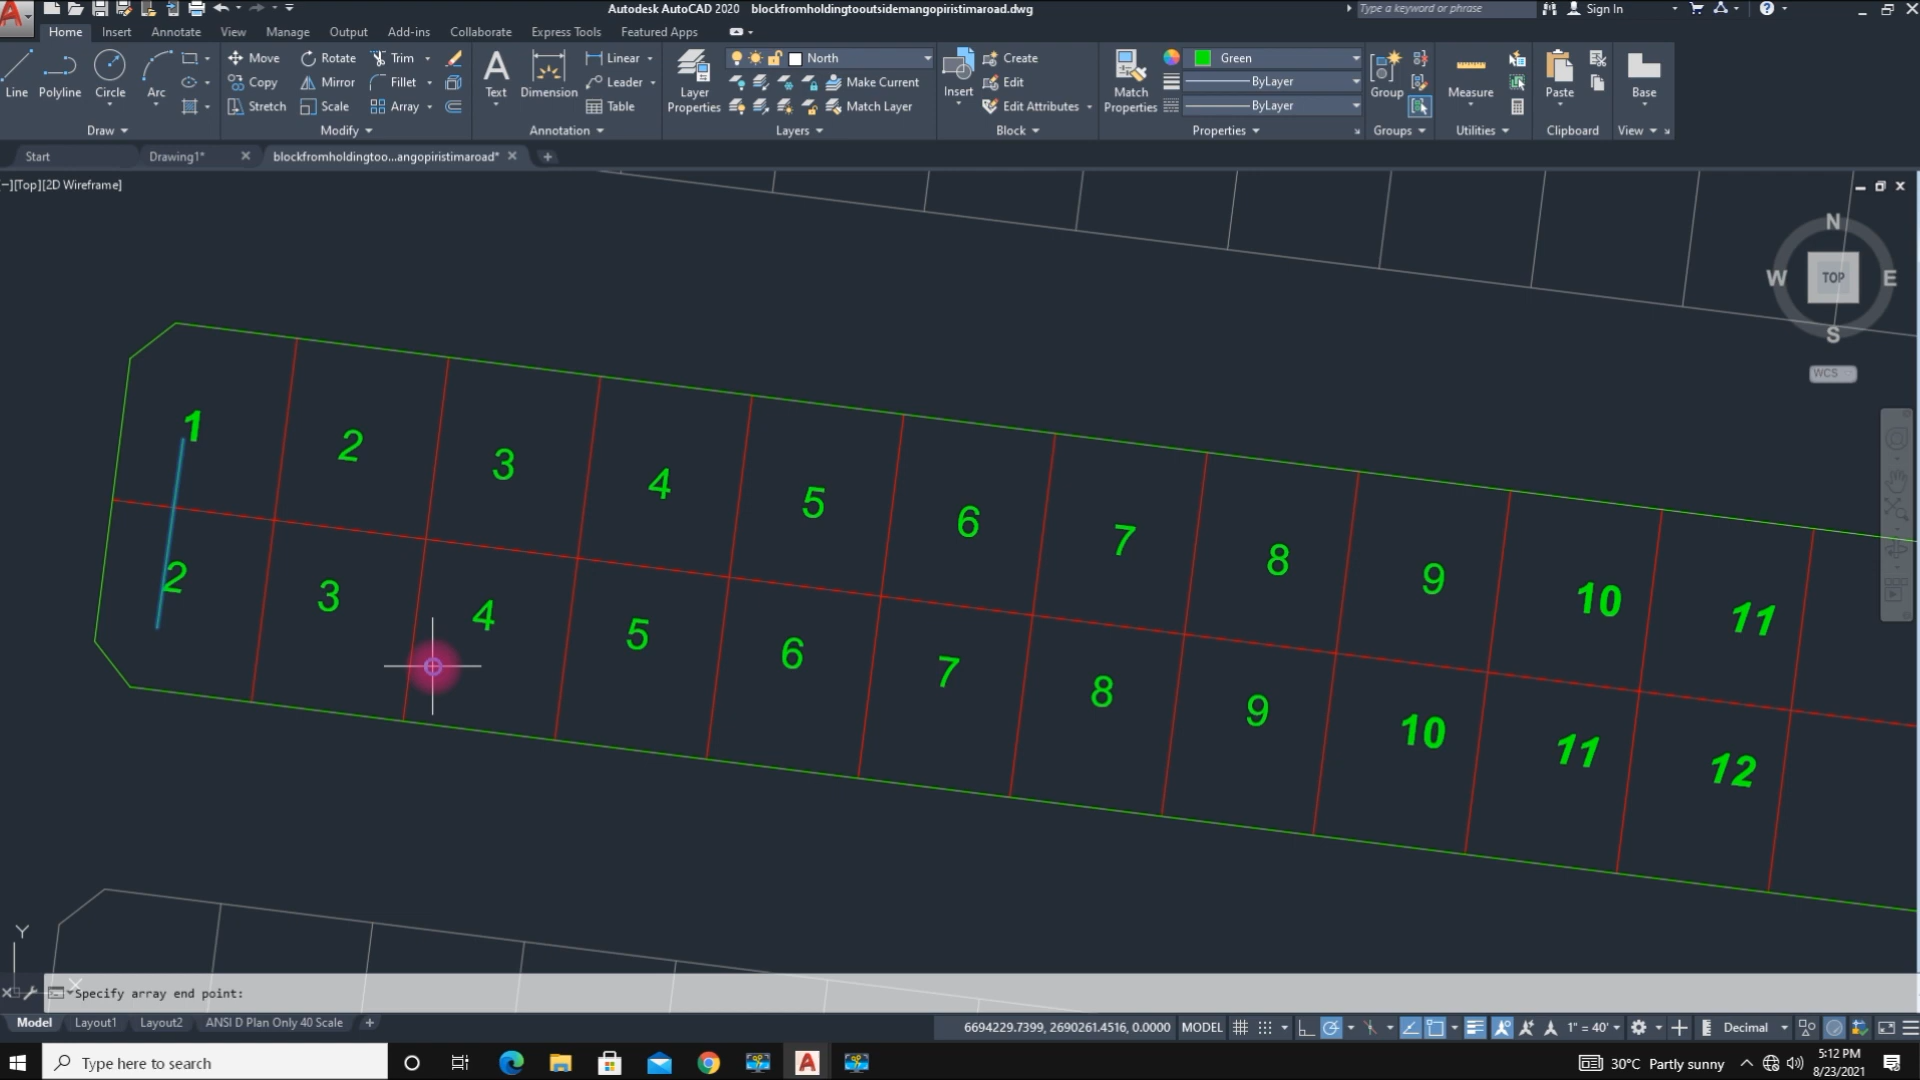 Autodesk AutoCAD 2020 blockfromholdingtooutsidemangopiristimaroad.dwg
Type a keyword or phrase
Sign In
Home Insert Annotate View Manage Output Add-ins Collaborate Express Tools Featured Apps
Line Polyline Circle Arc
Move Rotate Trim
Copy Mirror Fillet
Stretch Scale Array
Text Dimension
Linear
Leader
Table
Layer Properties
North
Make Current
Match Layer
Insert
Create
Edit
Edit Attributes
Match Properties
Green
ByLayer
ByLayer
Group
Measure
Paste
Base
Draw Modify Annotation Layers Block Properties Groups Utilities Clipboard View
Start Drawing1* blockfromholdingtoo...angopiristimaroad*
[−][Top][2D Wireframe]
N
W TOP E
S
WCS
1 2 3 4 5 6 7 8 9 10 11
2 3 4 5 6 7 8 9 10 11 12
Y
X
Specify array end point:
Model Layout1 Layout2 ANSI D Plan Only 40 Scale
6694229.7399, 2690261.4516, 0.0000 MODEL 1" = 40' Decimal
Type here to search
30°C Partly sunny
5:12 PM
8/23/2021